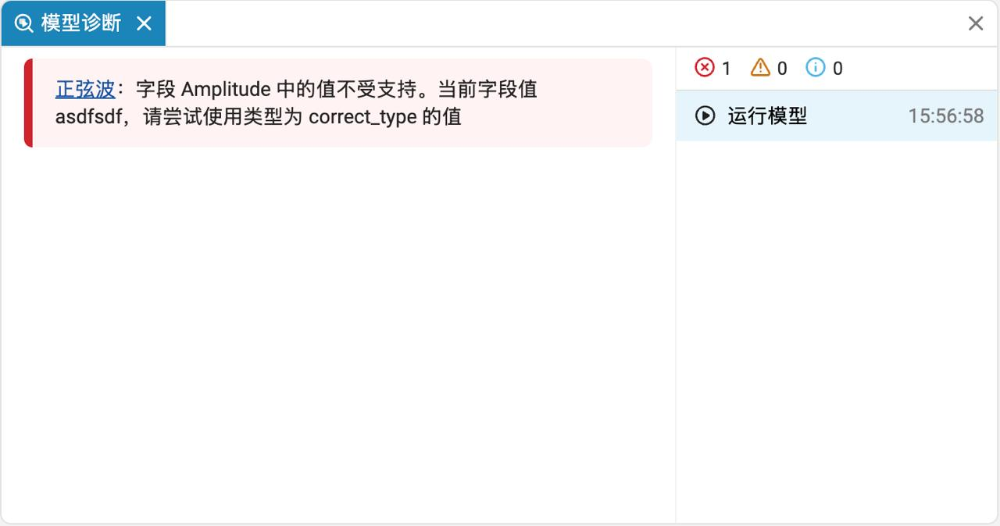 模型诊断
正弦波：字段 Amplitude 中的值不受支持。当前字段值
asdfsdf，请尝试使用类型为 correct_type 的值
1 0 0
运行模型 15:56:58